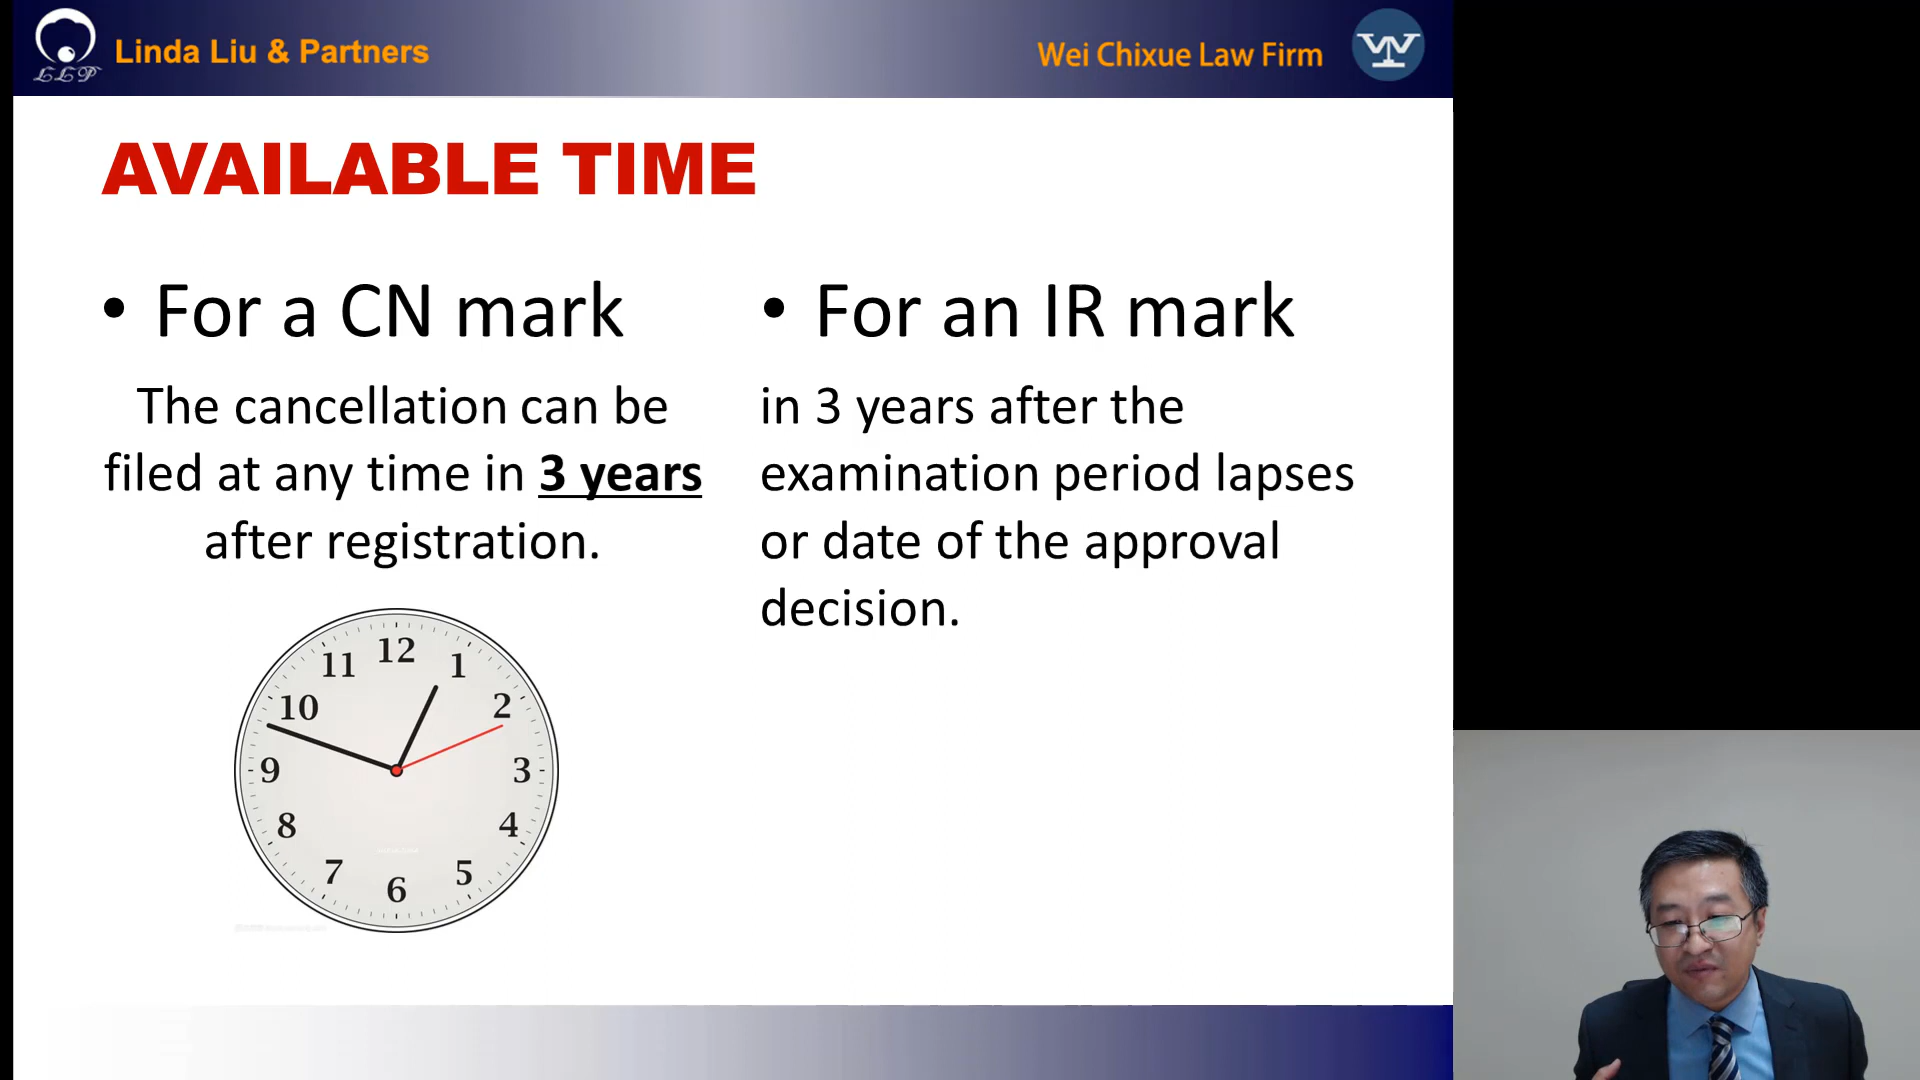 LLP
Linda Liu & Partners
Wei Chixue Law Firm
AVAILABLE TIME
• For a CN mark
The cancellation can be
filed at any time in 3 years
after registration.
• For an IR mark
in 3 years after the
examination period lapses
or date of the approval
decision.
12
1
2
3
4
5
6
7
8
9
10
11